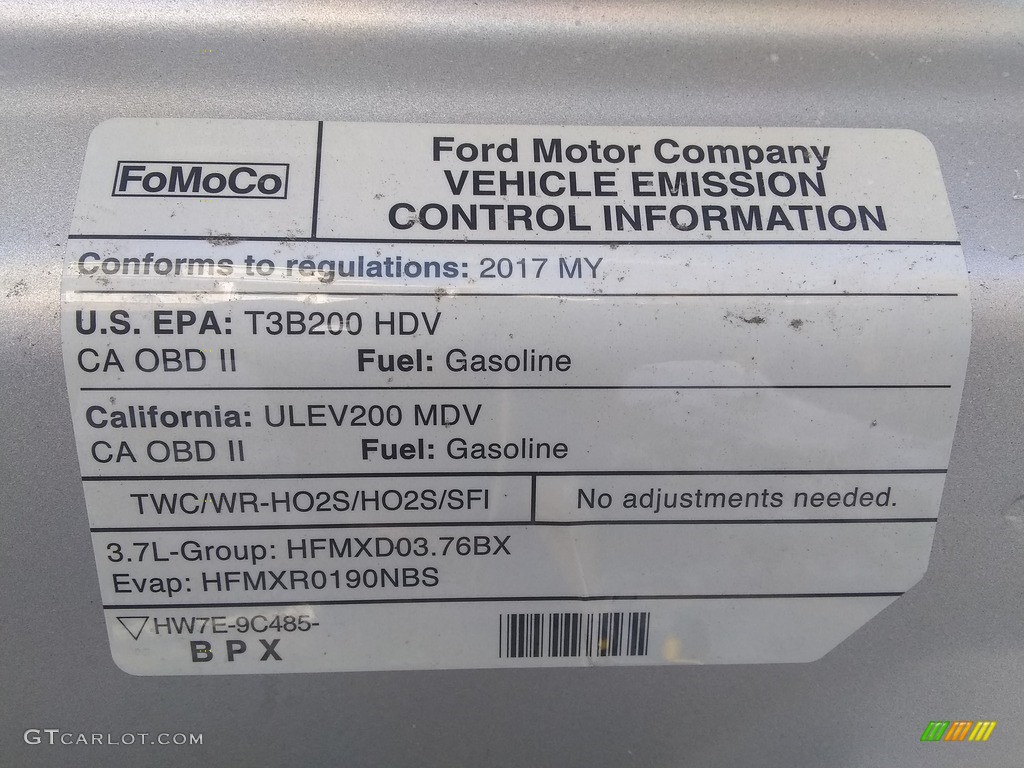 FoMoCo
Ford Motor Company
VEHICLE EMISSION
CONTROL INFORMATION
Conforms to regulations: 2017 MY
U.S. EPA: T3B200 HDV
CA OBD II Fuel: Gasoline
California: ULEV200 MDV
CA OBD II Fuel: Gasoline
TWC/WR-HO2S/HO2S/SFI
No adjustments needed.
3.7L-Group: HFMXD03.76BX
Evap: HFMXR0190NBS
HW7E-9C485-
B P X
GTCARLOT.COM